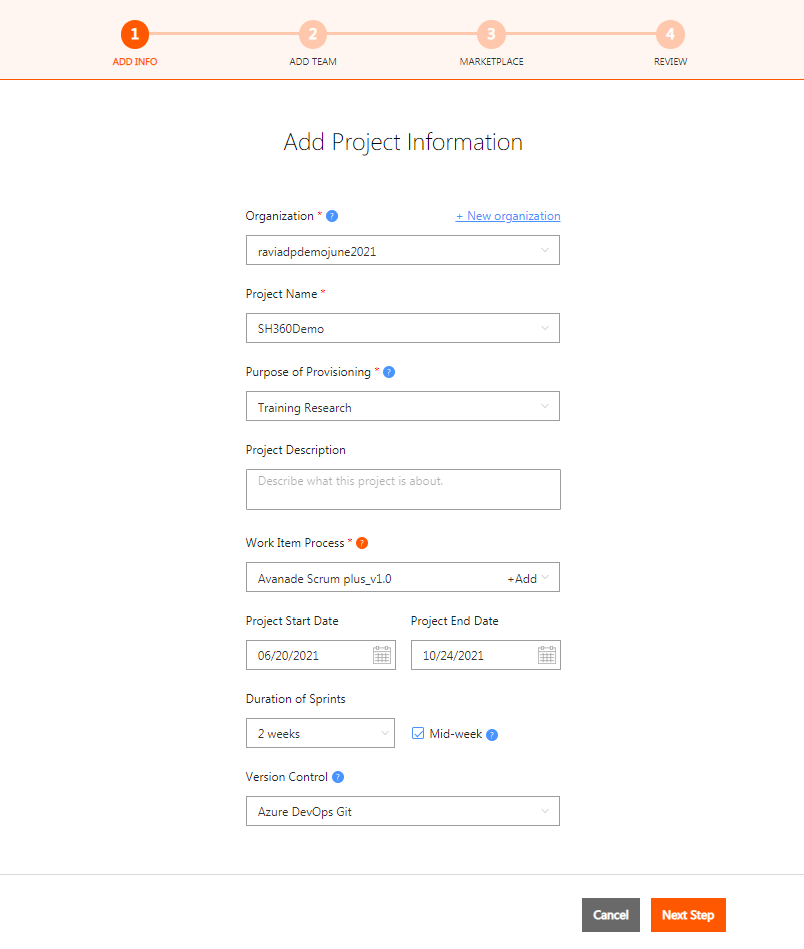 1 2 3 4
ADD INFO ADD TEAM MARKETPLACE REVIEW
Add Project Information
Organization * ? + New organization
raviadpdemojune2021
Project Name *
SH360Demo
Purpose of Provisioning * ?
Training Research
Project Description
Describe what this project is about.
Work Item Process * ?
Avanade Scrum plus_v1.0 +Add
Project Start Date Project End Date
06/20/2021 10/24/2021
Duration of Sprints
2 weeks Mid-week ?
Version Control ?
Azure DevOps Git
Cancel Next Step